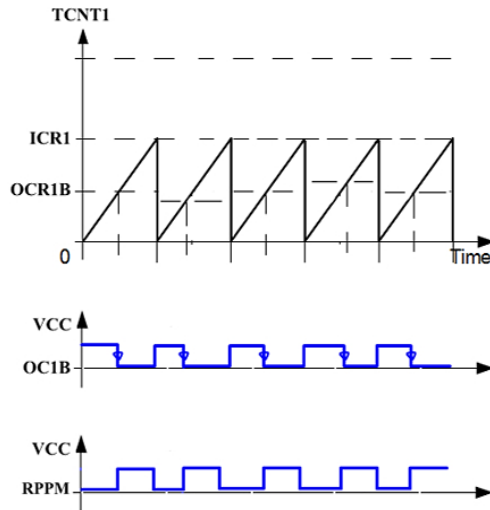 TCNT1
ICR1
OCR1B
0
Time
VCC
OC1B
VCC
RPPM